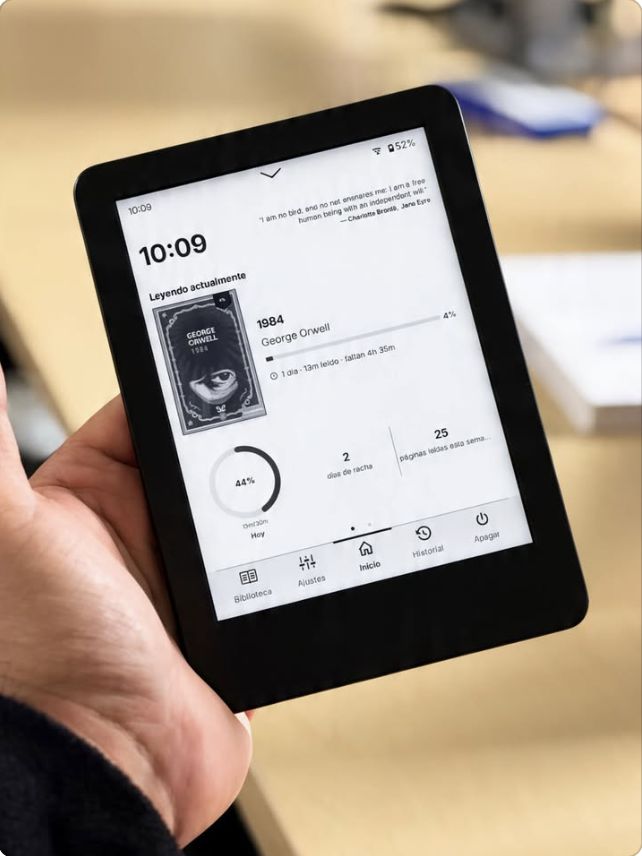 10:09
52%
"I am no bird, and no net ensnares me: I am a free
human being with an independent will."
— Charlotte Brontë, Jane Eyre
10:09
Leyendo actualmente
GEORGE
ORWELL
1984
1984
George Orwell
4%
1 día · 13m leído · faltan 4h 35m
44%
13m/30m
Hoy
2
días de racha
25
páginas leídas esta sema...
Biblioteca
Ajustes
Inicio
Historial
Apagar